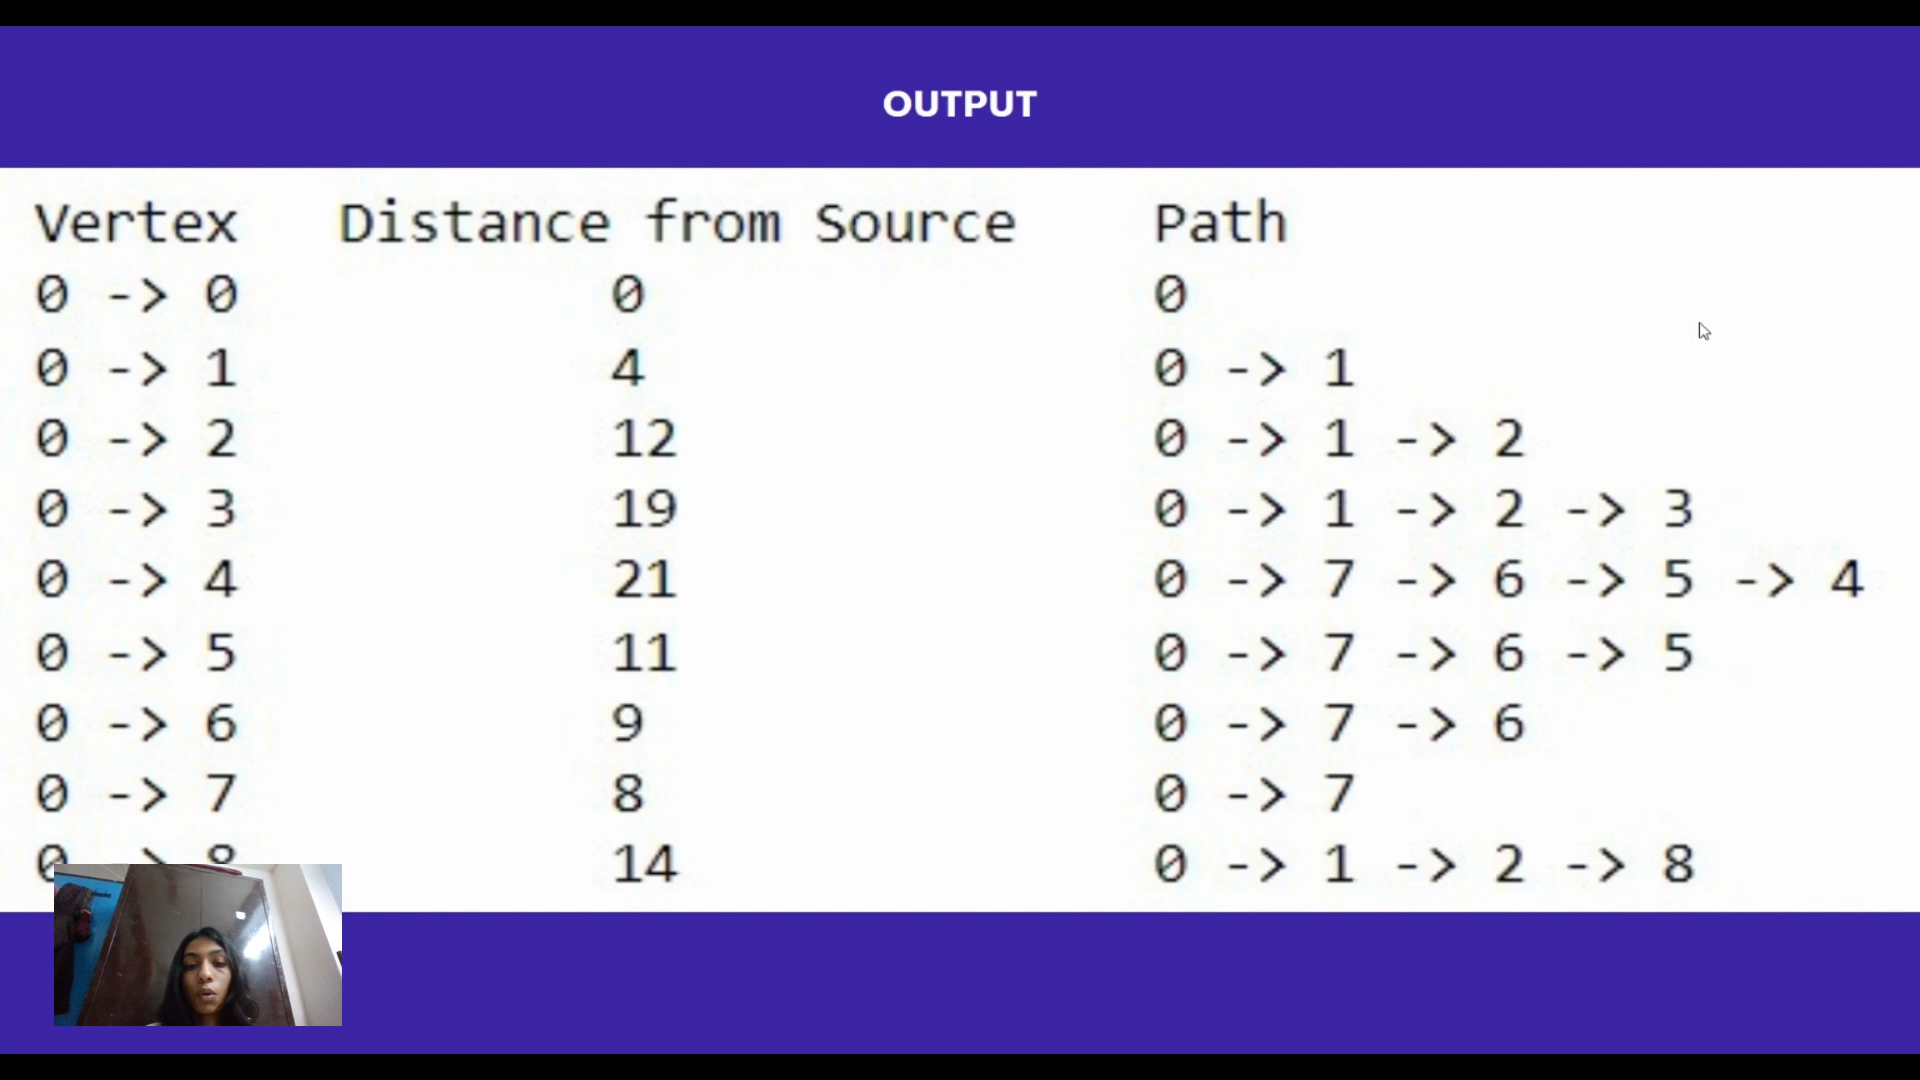 OUTPUT
Vertex Distance from Source Path
0 -> 0 0 0
0 -> 1 4 0 -> 1
0 -> 2 12 0 -> 1 -> 2
0 -> 3 19 0 -> 1 -> 2 -> 3
0 -> 4 21 0 -> 7 -> 6 -> 5 -> 4
0 -> 5 11 0 -> 7 -> 6 -> 5
0 -> 6 9 0 -> 7 -> 6
0 -> 7 8 0 -> 7
0 -> 8 14 0 -> 1 -> 2 -> 8